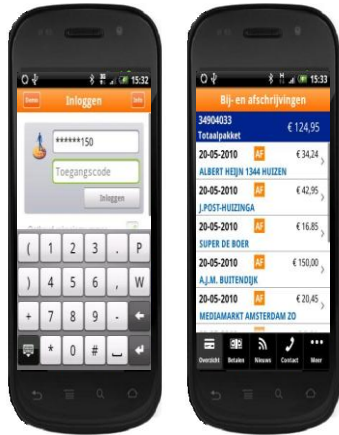 15:32
Demo Inloggen Info
******150
Toegangscode
Inloggen
( 1 2 3 . P
) 4 5 6 , W
+ 7 8 9 -
* 0 #
15:33
Bij- en afschrijvingen
34904033
Totaalpakket € 124,95
20-05-2010 AF € 34,24
ALBERT HEIJN 1344 HUIZEN
20-05-2010 AF € 42,95
J.POST-HUIZINGA
20-05-2010 AF € 16.85
SUPER DE BOER
20-05-2010 AF € 150,00
A.J.M. BUITENDIJK
20-05-2010 AF € 20,45
MEDIAMARKT AMSTERDAM ZO
Overzicht Betalen Nieuws Contact Meer